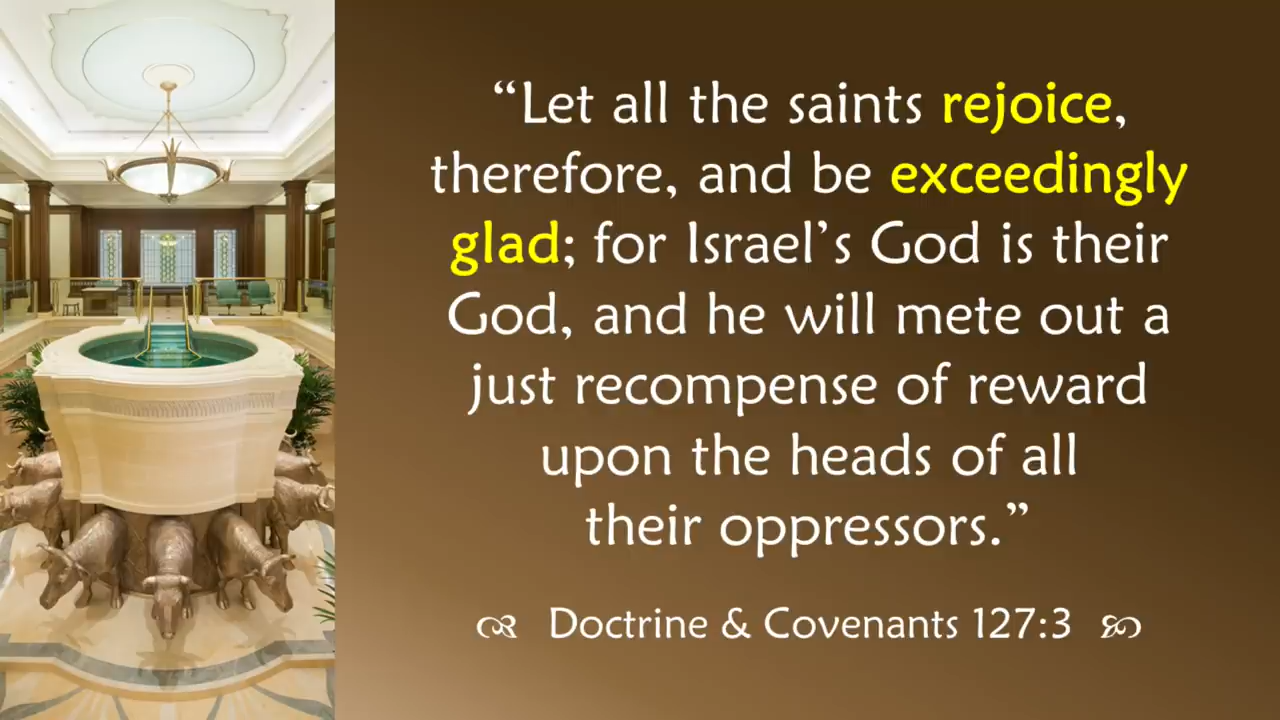 “Let all the saints rejoice,
therefore, and be exceedingly
glad; for Israel’s God is their
God, and he will mete out a
just recompense of reward
upon the heads of all
their oppressors.”
Doctrine & Covenants 127:3